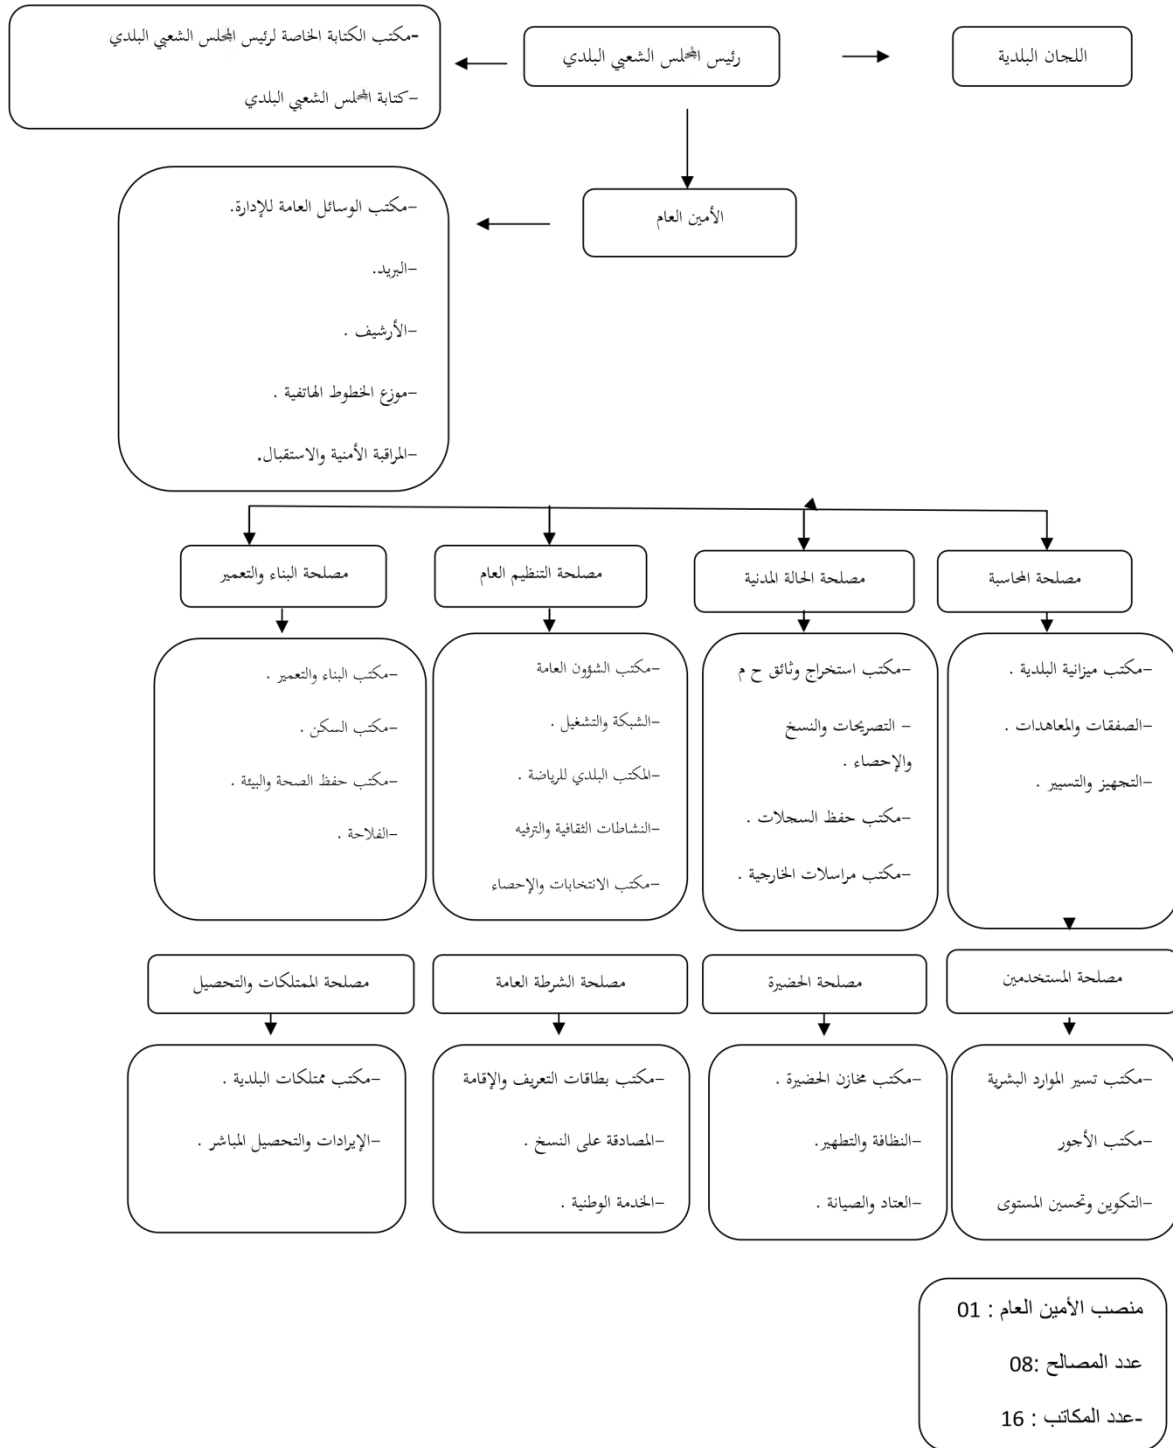 اللجان البلدية
رئيس المجلس الشعبي البلدي
-مكتب الكتابة الخاصة لرئيس المجلس الشعبي البلدي
-كتابة المجلس الشعبي البلدي
الأمين العام
-مكتب الوسائل العامة للإدارة.
-البريد.
-الأرشيف .
-موزع الخطوط الهاتفية .
-المراقبة الأمنية والاستقبال.
مصلحة المحاسبة
مصلحة الحالة المدنية
مصلحة التنظيم العام
مصلحة البناء والتعمير
-مكتب ميزانية البلدية .
-الصفقات والمعاهدات .
-التجهيز والتسيير .
-مكتب استخراج وثائق ح م
- التصريحات والنسخ
والإحصاء .
-مكتب حفظ السجلات .
-مكتب مراسلات الخارجية .
-مكتب الشؤون العامة
-الشبكة والتشغيل .
-المكتب البلدي للرياضة .
-النشاطات الثقافية والترفيه
-مكتب الانتخابات والإحصاء
-مكتب البناء والتعمير .
-مكتب السكن .
-مكتب حفظ الصحة والبيئة .
-الفلاحة .
مصلحة المستخدمين
مصلحة الحضيرة
مصلحة الشرطة العامة
مصلحة الممتلكات والتحصيل
-مكتب تسير الموارد البشرية
-مكتب الأجور
-التكوين وتحسين المستوى
-مكتب مخازن الحضيرة .
-النظافة والتطهير.
-العتاد والصيانة .
-مكتب بطاقات التعريف والإقامة
-المصادقة على النسخ .
-الخدمة الوطنية .
-مكتب ممتلكات البلدية .
-الإيرادات والتحصيل المباشر .
منصب الأمين العام : 01
عدد المصالح :08
-عدد المكاتب : 16